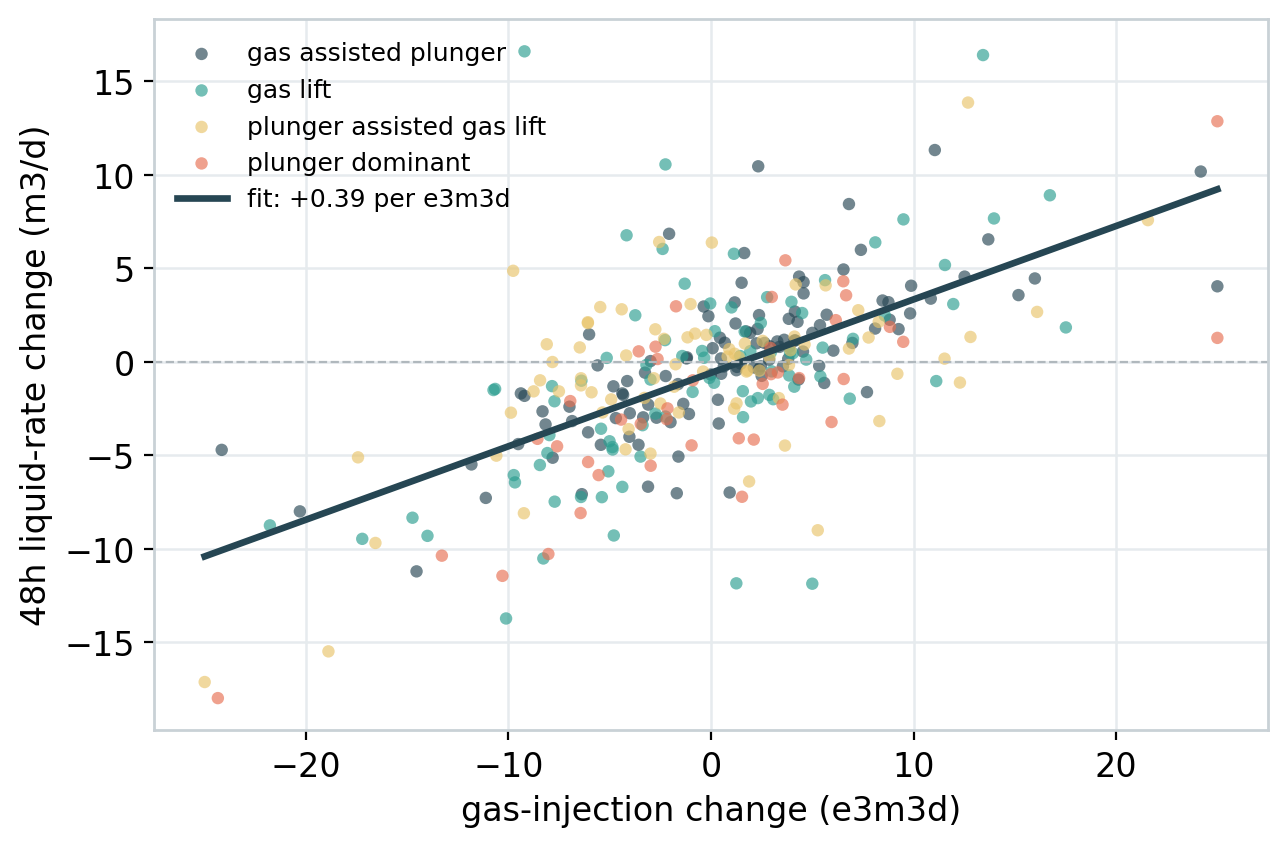 gas assisted plunger
gas lift
plunger assisted gas lift
plunger dominant
fit: +0.39 per e3m3d
48h liquid-rate change (m3/d)
15
10
5
0
−5
−10
−15
−20
−10
0
10
20
gas-injection change (e3m3d)